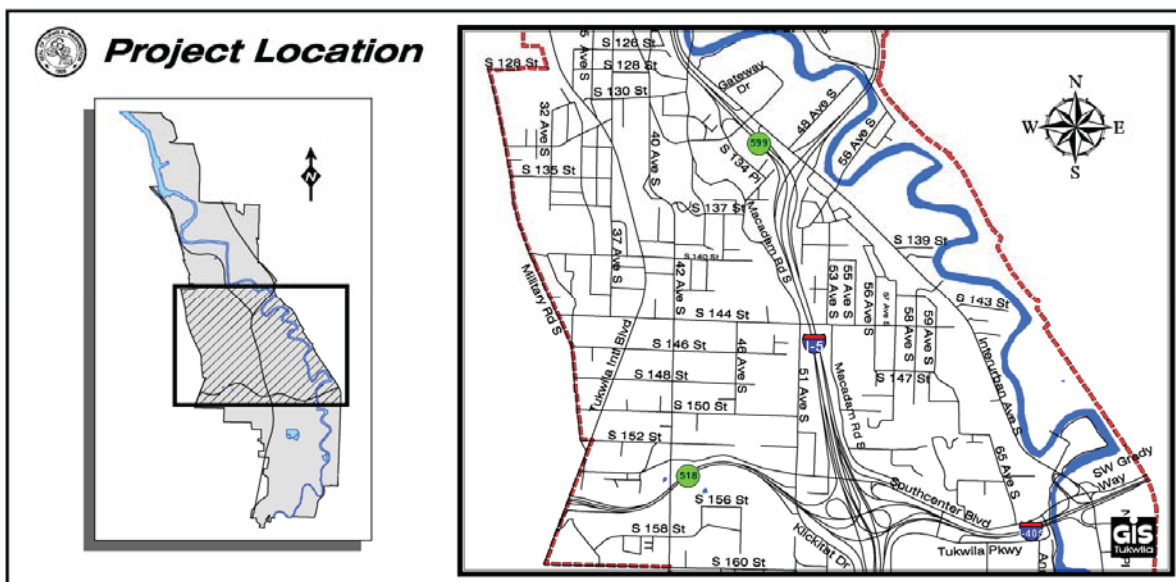 Project Location
N
S 126 St
S 128 St
S 128 St
S 130 St
Gateway
Dr
48 Ave S
56 Ave S
N
W
E
S
32 Ave S
40 Ave S
599
S 134 Pl
S 135 St
S 137 St
Macadam Rd S
S 139 St
S 140 St
37 Ave S
42 Ave S
Military Rd S
Tukwila Intl Blvd
53 Ave S
55 Ave S
56 Ave S
57 Ave S
58 Ave S
59 Ave S
S 143 St
S 144 St
I-5
Interurban Ave S
S 146 St
46 Ave S
S 147 St
S 148 St
51 Ave S
Macadam Rd S
S 150 St
S 152 St
65 Ave S
518
SW Grady
Way
Southcenter Blvd
S 156 St
S 158 St
Klickitat Dr
Tukwila Pkwy
S 160 St
GIS
Tukwila